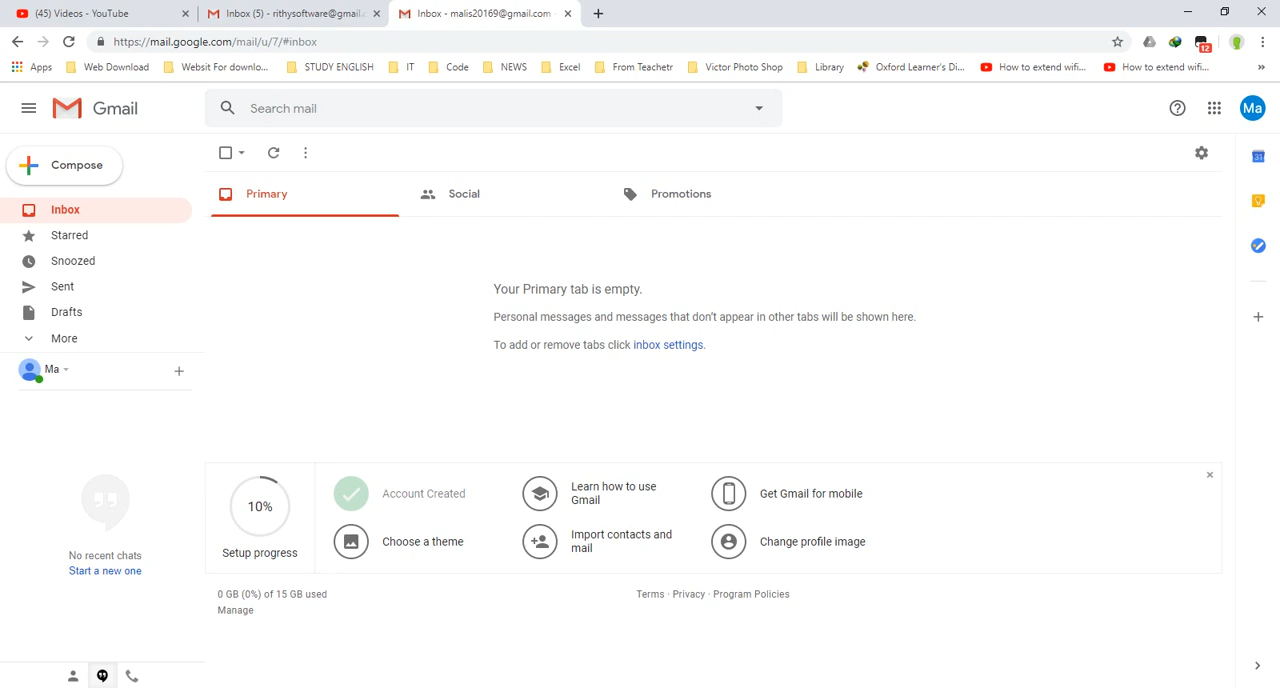 (45) Videos - YouTube
Inbox (5) - rithysoftware@gmail.c
Inbox - malis20169@gmail.com -
https://mail.google.com/mail/u/7/#inbox
12
Apps
Web Download
Websit For downlo...
STUDY ENGLISH
IT
Code
NEWS
Excel
From Teachetr
Victor Photo Shop
Library
Oxford Learner's Di...
How to extend wifi...
How to extend wifi...
»
Gmail
Search mail
Ma
Compose
31
Primary
Social
Promotions
Inbox
Starred
Snoozed
Sent
Drafts
More
Ma
Your Primary tab is empty.
Personal messages and messages that don't appear in other tabs will be shown here.
To add or remove tabs click inbox settings.
10%
Setup progress
Account Created
Learn how to use
Gmail
Get Gmail for mobile
Choose a theme
Import contacts and
mail
Change profile image
No recent chats
Start a new one
0 GB (0%) of 15 GB used
Manage
Terms · Privacy · Program Policies